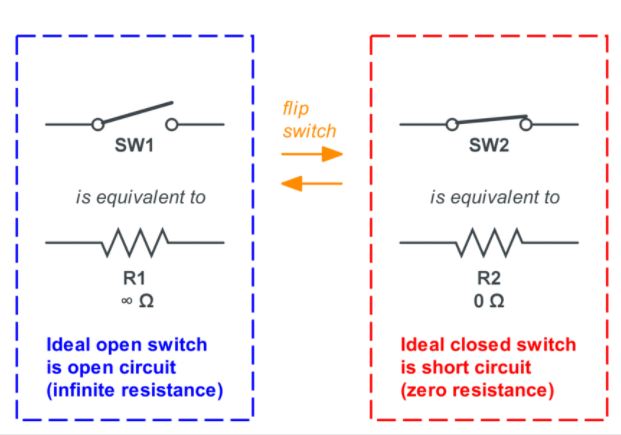 SW1
is equivalent to
R1
∞ Ω
Ideal open switch
is open circuit
(infinite resistance)
flip
switch
SW2
is equivalent to
R2
0 Ω
Ideal closed switch
is short circuit
(zero resistance)